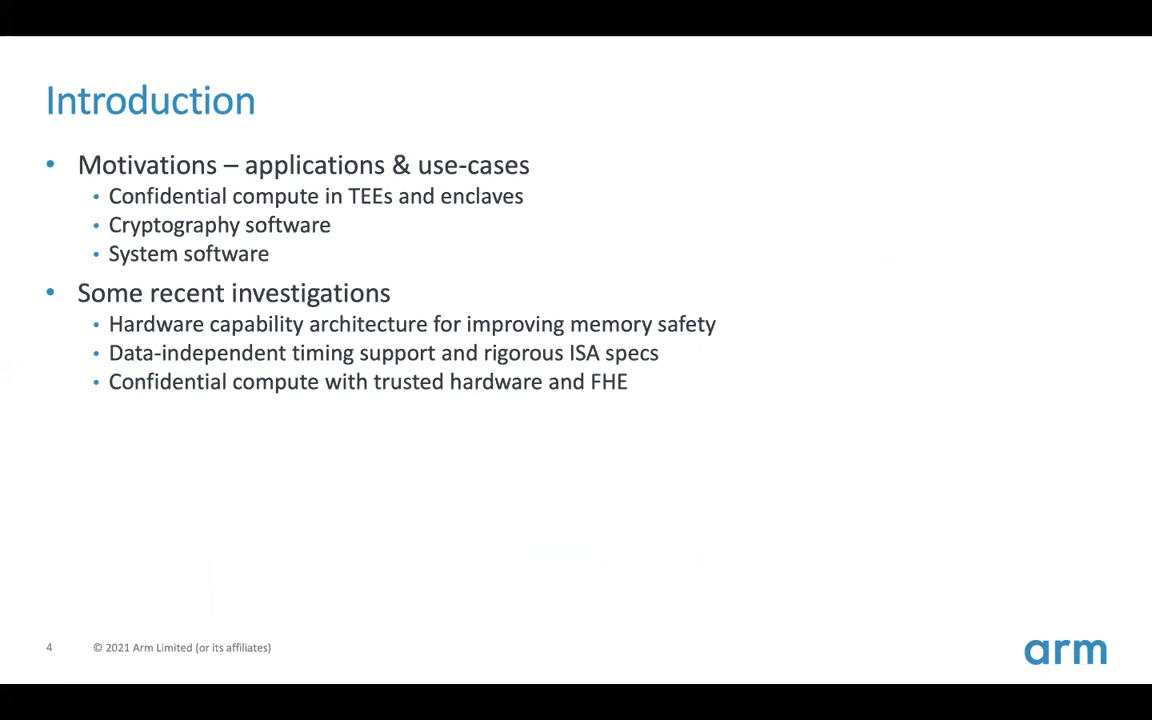 Introduction
• Motivations – applications & use-cases
• Confidential compute in TEEs and enclaves
• Cryptography software
• System software
• Some recent investigations
• Hardware capability architecture for improving memory safety
• Data-independent timing support and rigorous ISA specs
• Confidential compute with trusted hardware and FHE
4 © 2021 Arm Limited (or its affiliates)
arm